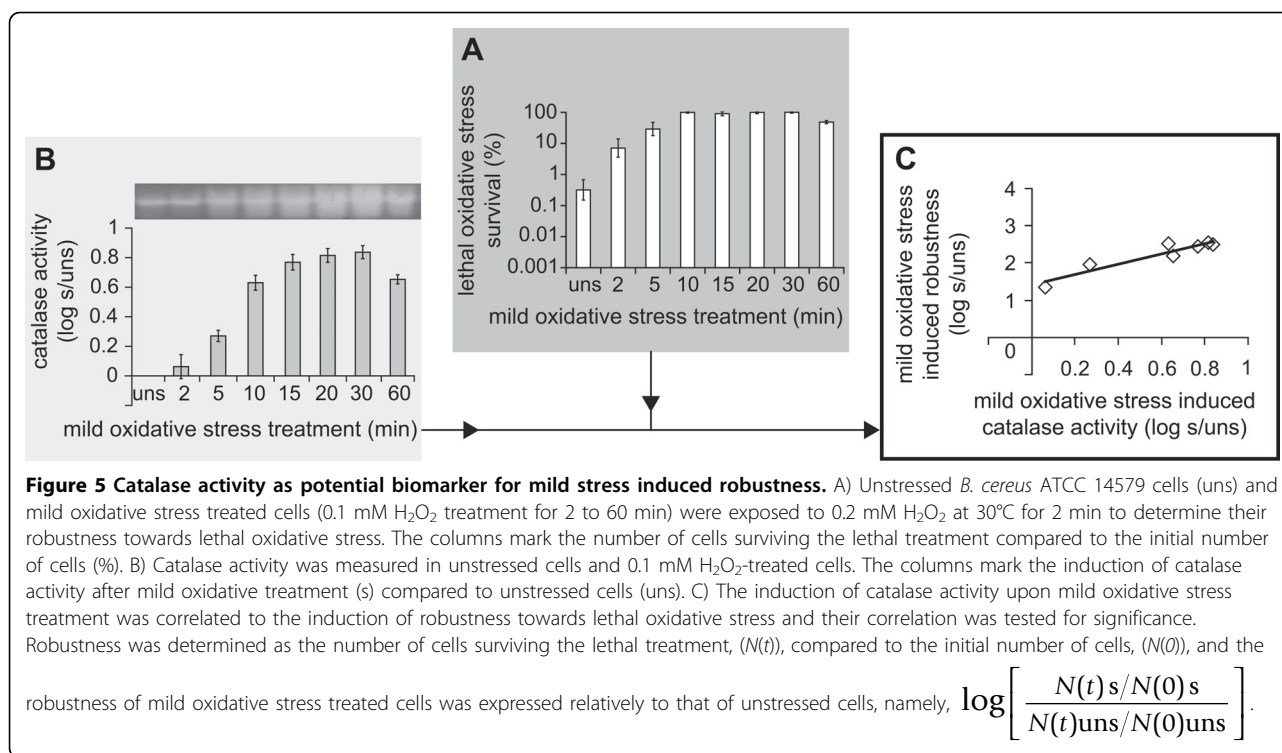 A
lethal oxidative stress
survival (%)
100
10
1
0.1
0.01
0.001
uns 2 5 10 15 20 30 60
mild oxidative stress treatment (min)
B
catalase activity
(log s/uns)
1
0.8
0.6
0.4
0.2
0
uns 2 5 10 15 20 30 60
mild oxidative stress treatment (min)
C
mild oxidative stress
induced robustness
(log s/uns)
4
3
2
1
0
0.2 0.4 0.6 0.8 1
mild oxidative stress induced
catalase activity (log s/uns)
Figure 5 Catalase activity as potential biomarker for mild stress induced robustness. A) Unstressed B. cereus ATCC 14579 cells (uns) and
mild oxidative stress treated cells (0.1 mM H₂O₂ treatment for 2 to 60 min) were exposed to 0.2 mM H₂O₂ at 30°C for 2 min to determine their
robustness towards lethal oxidative stress. The columns mark the number of cells surviving the lethal treatment compared to the initial number
of cells (%). B) Catalase activity was measured in unstressed cells and 0.1 mM H₂O₂-treated cells. The columns mark the induction of catalase
activity after mild oxidative treatment (s) compared to unstressed cells (uns). C) The induction of catalase activity upon mild oxidative stress
treatment was correlated to the induction of robustness towards lethal oxidative stress and their correlation was tested for significance.
Robustness was determined as the number of cells surviving the lethal treatment, (N(t)), compared to the initial number of cells, (N(0)), and the
robustness of mild oxidative stress treated cells was expressed relatively to that of unstressed cells, namely, log[ N(t) s/N(0) s / N(t)uns/N(0)uns ].